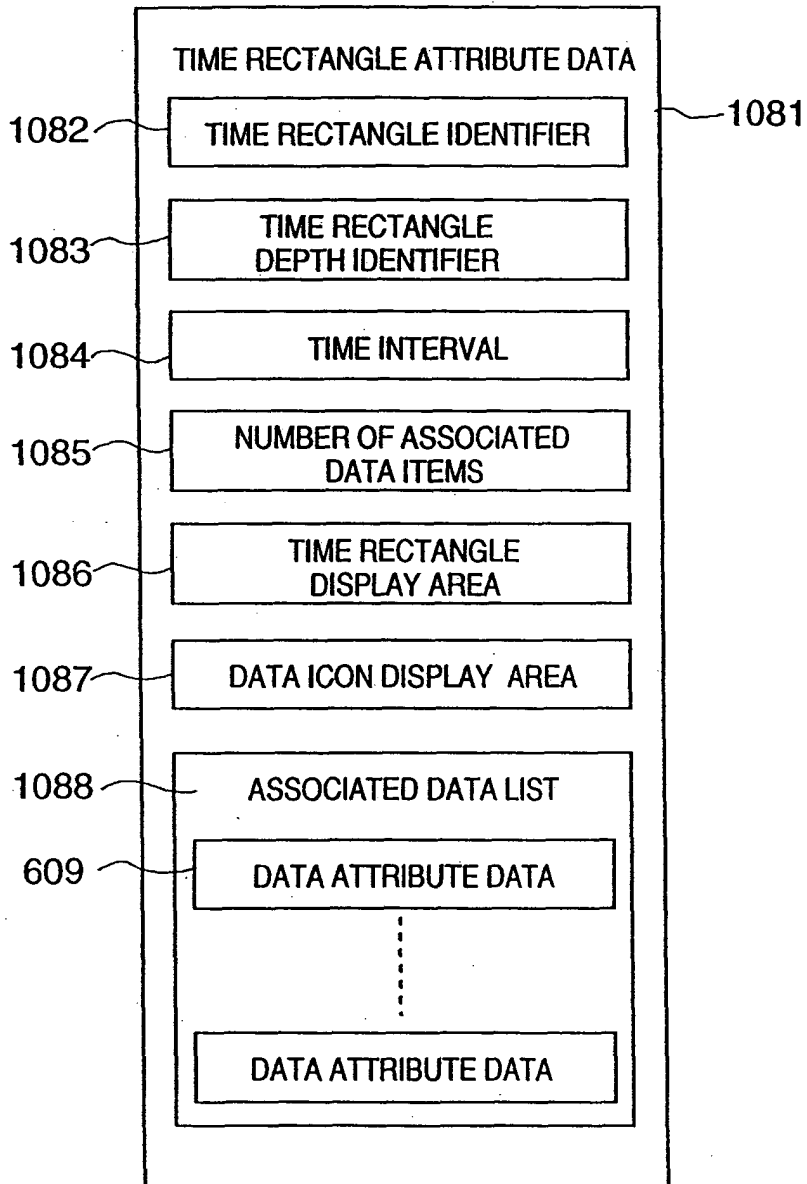 TIME RECTANGLE ATTRIBUTE DATA
1081
1082
TIME RECTANGLE IDENTIFIER
1083
TIME RECTANGLE
DEPTH IDENTIFIER
1084
TIME INTERVAL
1085
NUMBER OF ASSOCIATED
DATA ITEMS
1086
TIME RECTANGLE
DISPLAY AREA
1087
DATA ICON DISPLAY AREA
1088
ASSOCIATED DATA LIST
609
DATA ATTRIBUTE DATA
DATA ATTRIBUTE DATA